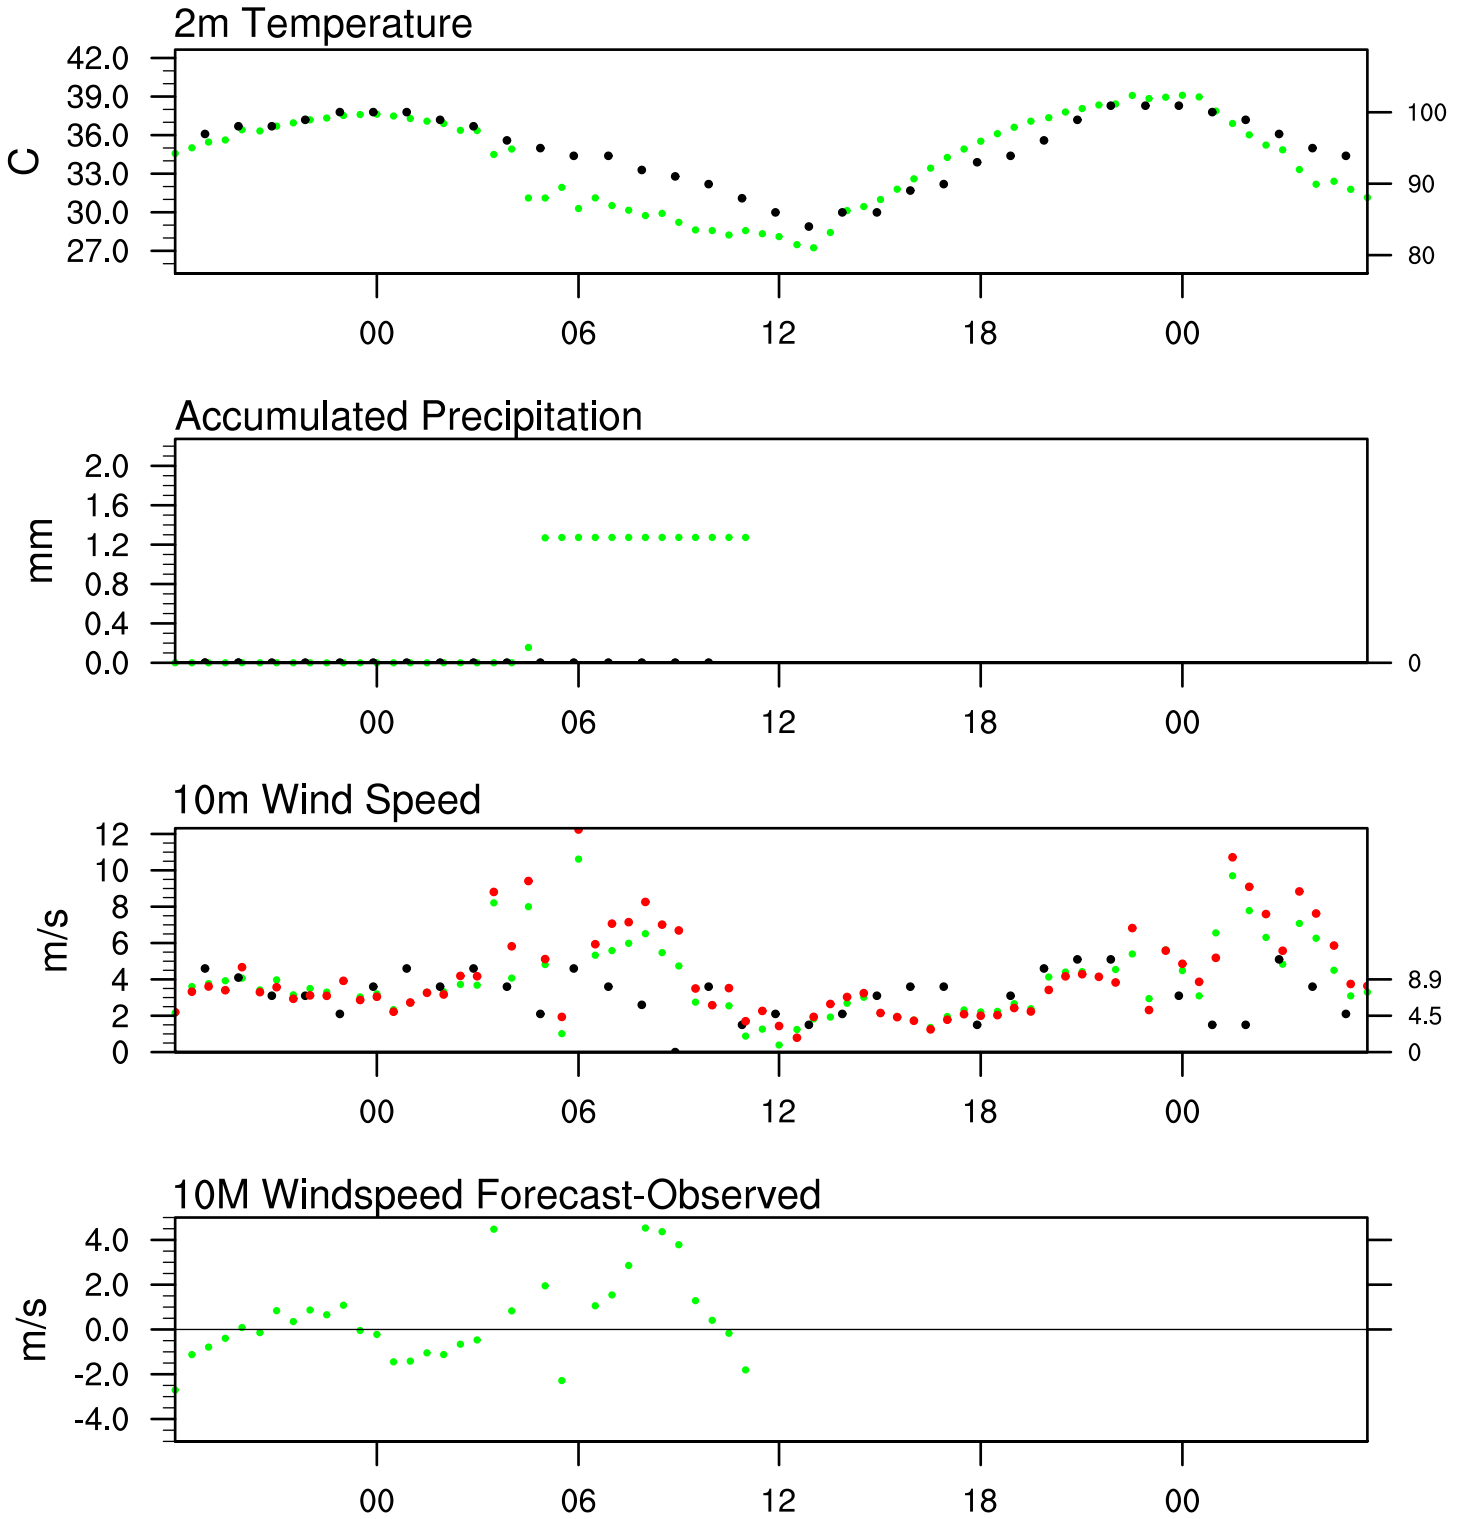 2m Temperature
42.0
39.0
36.0
33.0
30.0
27.0
C
100
90
80
00 06 12 18 00
Accumulated Precipitation
2.0
1.6
1.2
0.8
0.4
0.0
mm
0
00 06 12 18 00
10m Wind Speed
12
10
8
6
4
2
0
m/s
8.9
4.5
0
00 06 12 18 00
10M Windspeed Forecast-Observed
4.0
2.0
0.0
-2.0
-4.0
m/s
00 06 12 18 00